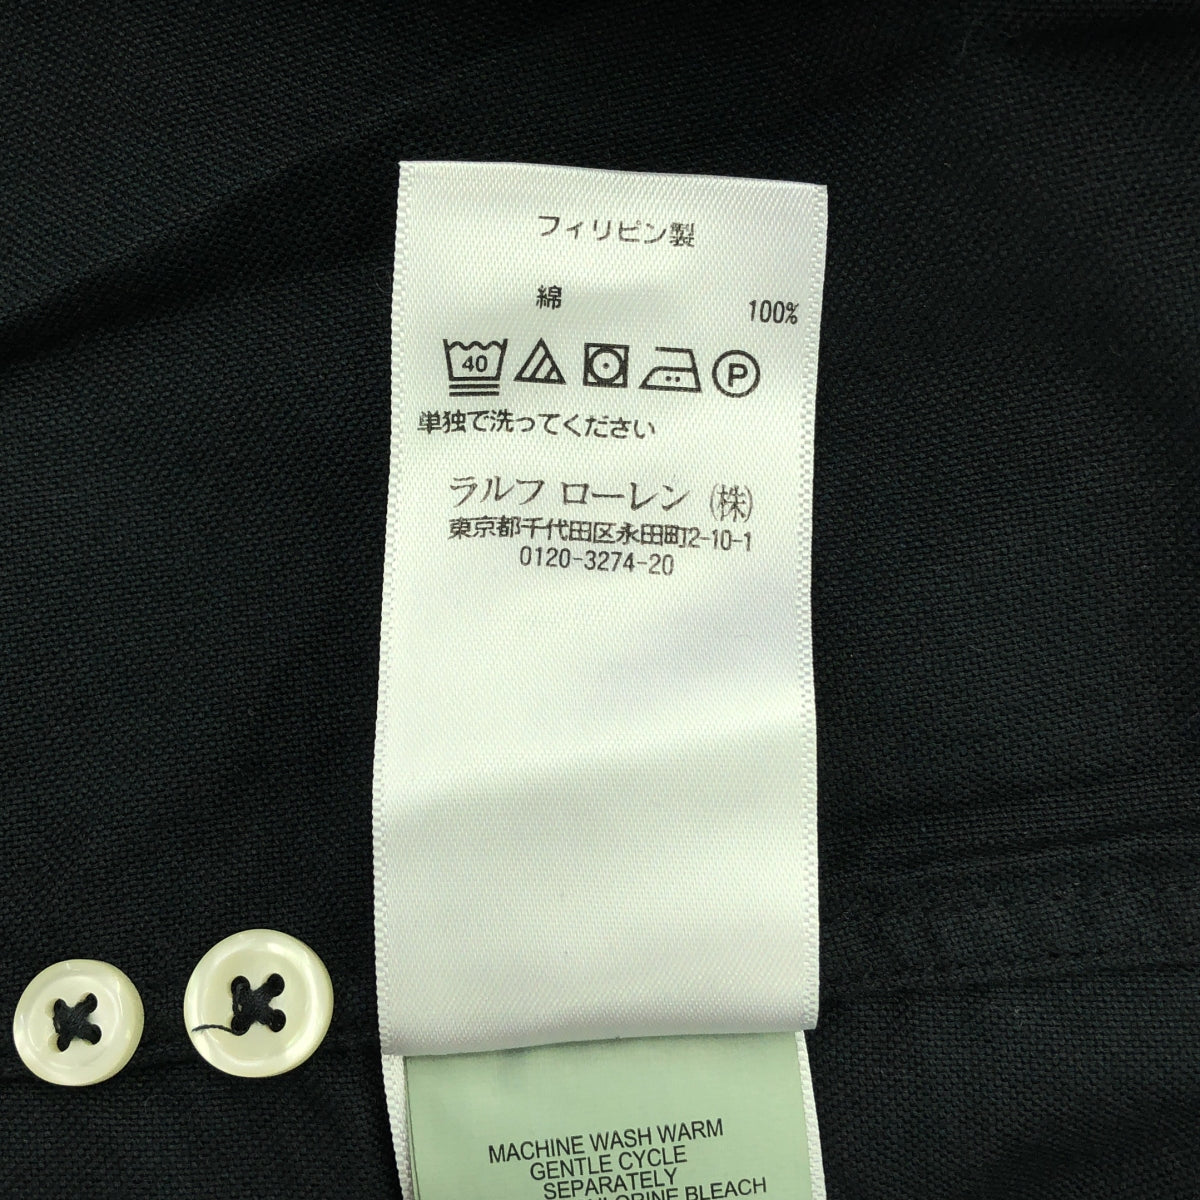 フィリピン製
綿 100%
40 P
単独で洗ってください
ラルフ ローレン (株)
東京都千代田区永田町2-10-1
0120-3274-20
MACHINE WASH WARM
GENTLE CYCLE
SEPARATELY
BLEACH